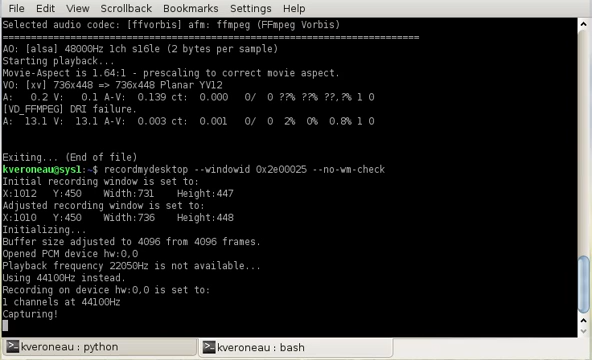 File Edit View Scrollback Bookmarks Settings Help
Selected audio codec: [ffvorbis] afm: ffmpeg (FFmpeg Vorbis)
==========================================================================
AO: [alsa] 48000Hz 1ch s16le (2 bytes per sample)
Starting playback...
Movie-Aspect is 1.64:1 - prescaling to correct movie aspect.
VO: [xv] 736x448 => 736x448 Planar YV12
A:   0.2 V:   0.1 A-V:  0.139 ct:  0.000   0/  0 ??% ??% ??,?% 1 0
[VD_FFMPEG] DRI failure.
A:  13.1 V:  13.1 A-V:  0.003 ct:  0.001   0/  0  2%  0%  0.8% 1 0
Exiting... (End of file)
kveroneau@sys1:~$ recordmydesktop --windowid 0x2e00025 --no-wm-check
Initial recording window is set to:
X:1012   Y:450    Width:731    Height:447
Adjusted recording window is set to:
X:1010   Y:450    Width:736    Height:448
Initializing...
Buffer size adjusted to 4096 from 4096 frames.
Opened PCM device hw:0,0
Playback frequency 22050Hz is not available...
Using 44100Hz instead.
Recording on device hw:0,0 is set to:
1 channels at 44100Hz
Capturing!
kveroneau : python
kveroneau : bash